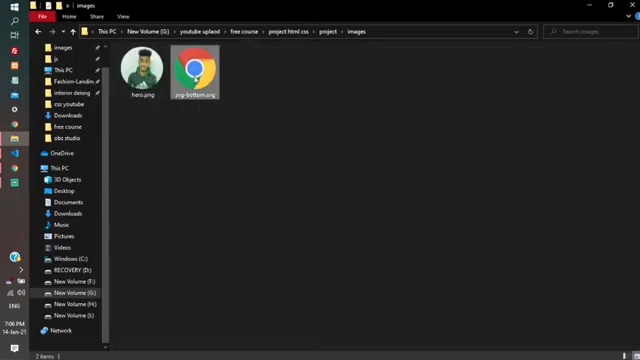 images
File
Home
Share
View
This PC > New Volume (G:) > youtube uplaod > free course > project html css > project > images
Search images
images
js
This PC
Fashion-Landin
interior deisng
css youtube
Downloads
free course
obs studio
OneDrive
This PC
3D Objects
Desktop
Documents
Downloads
Music
Pictures
Videos
Windows (C:)
RECOVERY (D:)
New Volume (F:)
New Volume (G:)
New Volume (H:)
New Volume (I:)
Network
hero.png
svg-bottom.svg
ENG
7:06 PM
14-Jan-21
2 items